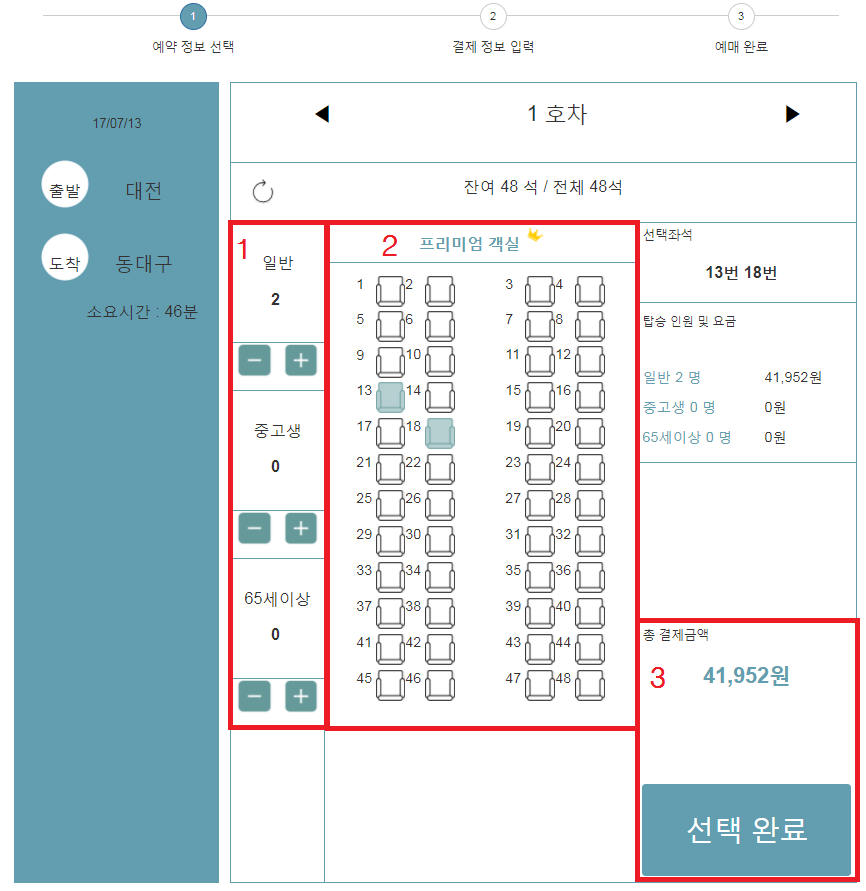 1 2 3
예약 정보 선택 결제 정보 입력 예매 완료
17/07/13
출발 대전
도착 동대구
소요시간 : 46분
1 호차
잔여 48 석 / 전체 48석
1
일반
2
중고생
0
65세이상
0
2 프리미엄 객실
1 2 3 4
5 6 7 8
9 10 11 12
13 14 15 16
17 18 19 20
21 22 23 24
25 26 27 28
29 30 31 32
33 34 35 36
37 38 39 40
41 42 43 44
45 46 47 48
선택좌석
13번 18번
탑승 인원 및 요금
일반 2 명 41,952원
중고생 0 명 0원
65세이상 0 명 0원
총 결제금액
3 41,952원
선택 완료